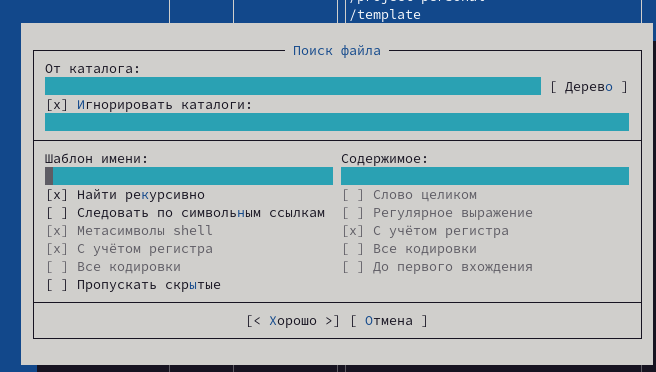 /template
Поиск файла
От каталога:
[ Дерево ]
[x] Игнорировать каталоги:
Шаблон имени: Содержимое:
[x] Найти рекурсивно [ ] Слово целиком
[ ] Следовать по символьным ссылкам [ ] Регулярное выражение
[x] Метасимволы shell [x] С учётом регистра
[x] С учётом регистра [ ] Все кодировки
[ ] Все кодировки [ ] До первого вхождения
[ ] Пропускать скрытые
[< Хорошо >] [ Отмена ]